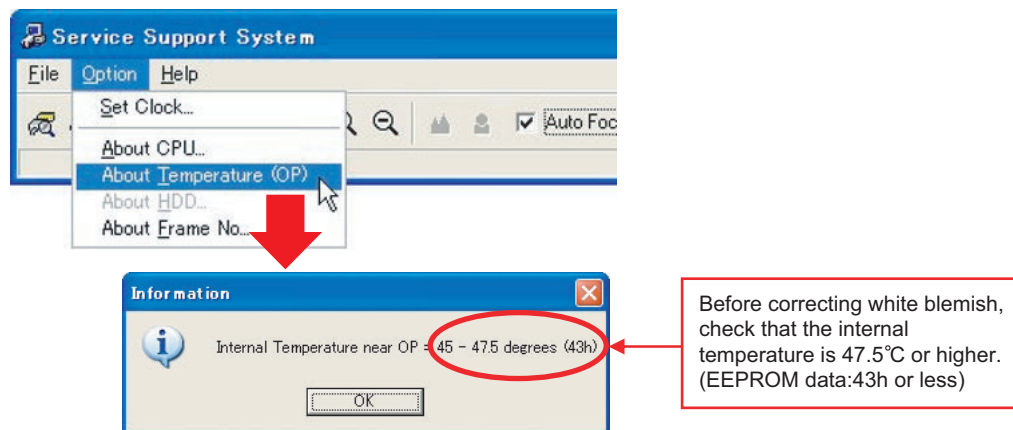 Service Support System
File Option Help
Set Clock...
Auto Foc
About CPU...
About Temperature (OP)
About HDD...
About Frame No...
Information
Internal Temperature near OP = 45 - 47.5 degrees (43h)
OK
Before correcting white blemish,
check that the internal
temperature is 47.5℃ or higher.
(EEPROM data:43h or less)